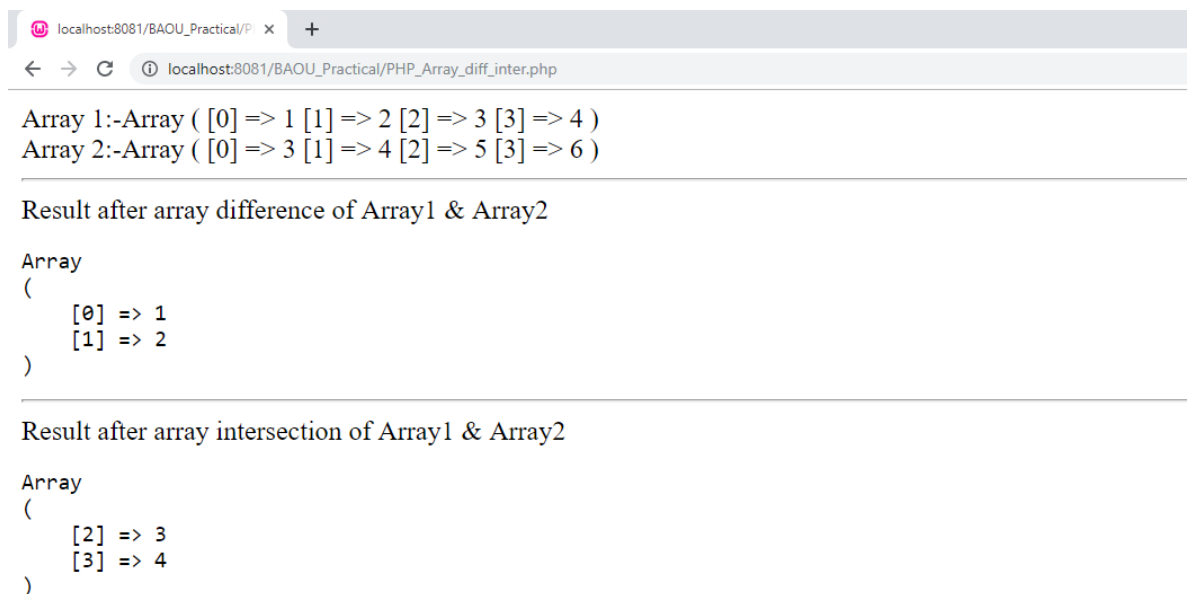 localhost:8081/BAOU_Practical/P
localhost:8081/BAOU_Practical/PHP_Array_diff_inter.php
Array 1:-Array ( [0] => 1 [1] => 2 [2] => 3 [3] => 4 )
Array 2:-Array ( [0] => 3 [1] => 4 [2] => 5 [3] => 6 )
Result after array difference of Array1 & Array2
Array
(
    [0] => 1
    [1] => 2
)
Result after array intersection of Array1 & Array2
Array
(
    [2] => 3
    [3] => 4
)